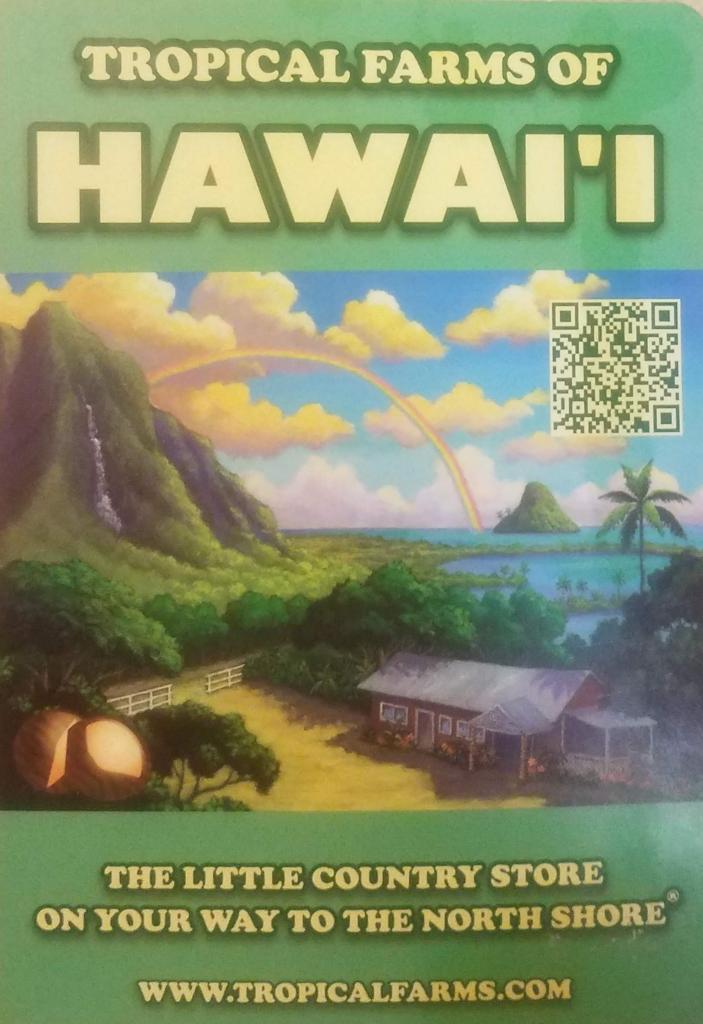 TROPICAL FARMS OF
HAWAI'I
THE LITTLE COUNTRY STORE
ON YOUR WAY TO THE NORTH SHORE®
WWW.TROPICALFARMS.COM